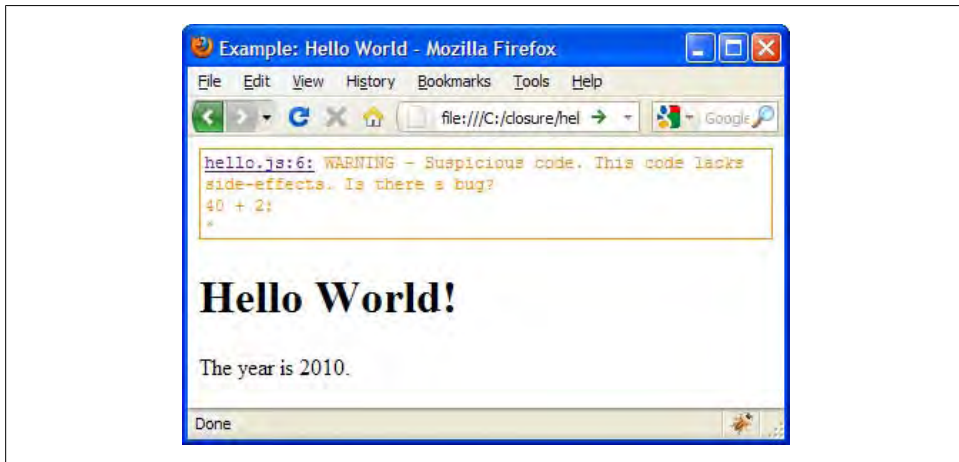 Example: Hello World - Mozilla Firefox
File Edit View History Bookmarks Tools Help
file:///C:/closure/hel Google
hello.js:6: WARNING - Suspicious code. This code lacks
side-effects. Is there a bug?
40 + 2;
^
Hello World!
The year is 2010.
Done